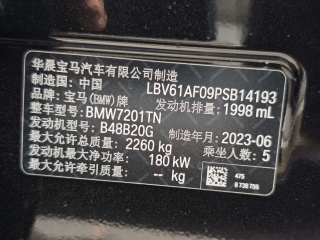 华晨宝马汽车有限公司制造
制造国: 中国 LBV61AF09PSB14193
品牌: 宝马(BMW)牌 发动机排量: 1998 mL
整车型号: BMW7201TN
发动机型号: B48B20G 制造年月: 2023-06
最大允许总质量: 2260 kg 乘坐人数: 5
发动机最大净功率: 180 kW
最大允许牵引质量: -- kg
475